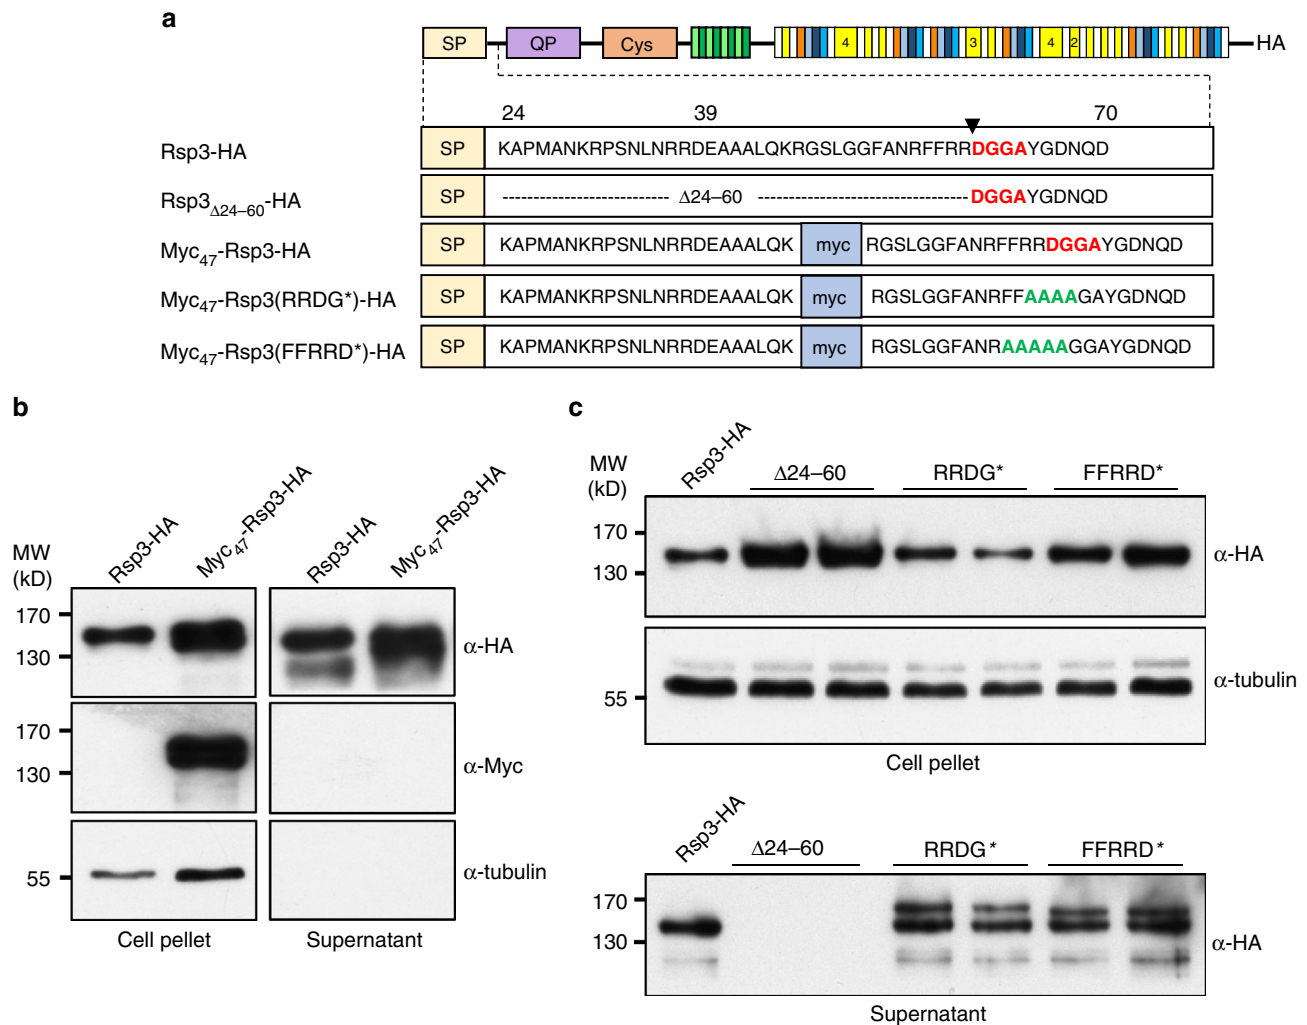 a
SP QP Cys 4 3 4 2 HA
24 39 70
Rsp3-HA SP KAPMANKRPSNLNRRDEAAALQKRGSLGGFANRFFRRDGGAYGDNQD
Rsp3Δ24–60-HA SP Δ24–60 DGGAYGDNQD
Myc47-Rsp3-HA SP KAPMANKRPSNLNRRDEAAALQK myc RGSLGGFANRFFRRDGGAYGDNQD
Myc47-Rsp3(RRDG*)-HA SP KAPMANKRPSNLNRRDEAAALQK myc RGSLGGFANRFFAAAAGAYGDNQD
Myc47-Rsp3(FFRRD*)-HA SP KAPMANKRPSNLNRRDEAAALQK myc RGSLGGFANRAAAAAGGAYGDNQD
b
MW
(kD)
Rsp3-HA Myc47-Rsp3-HA Rsp3-HA Myc47-Rsp3-HA
170
130
α-HA
170
130
α-Myc
55
α-tubulin
Cell pellet Supernatant
c
MW
(kD)
Rsp3-HA Δ24–60 RRDG* FFRRD*
170
130
α-HA
55
α-tubulin
Cell pellet
Rsp3-HA Δ24–60 RRDG* FFRRD*
170
130
α-HA
Supernatant